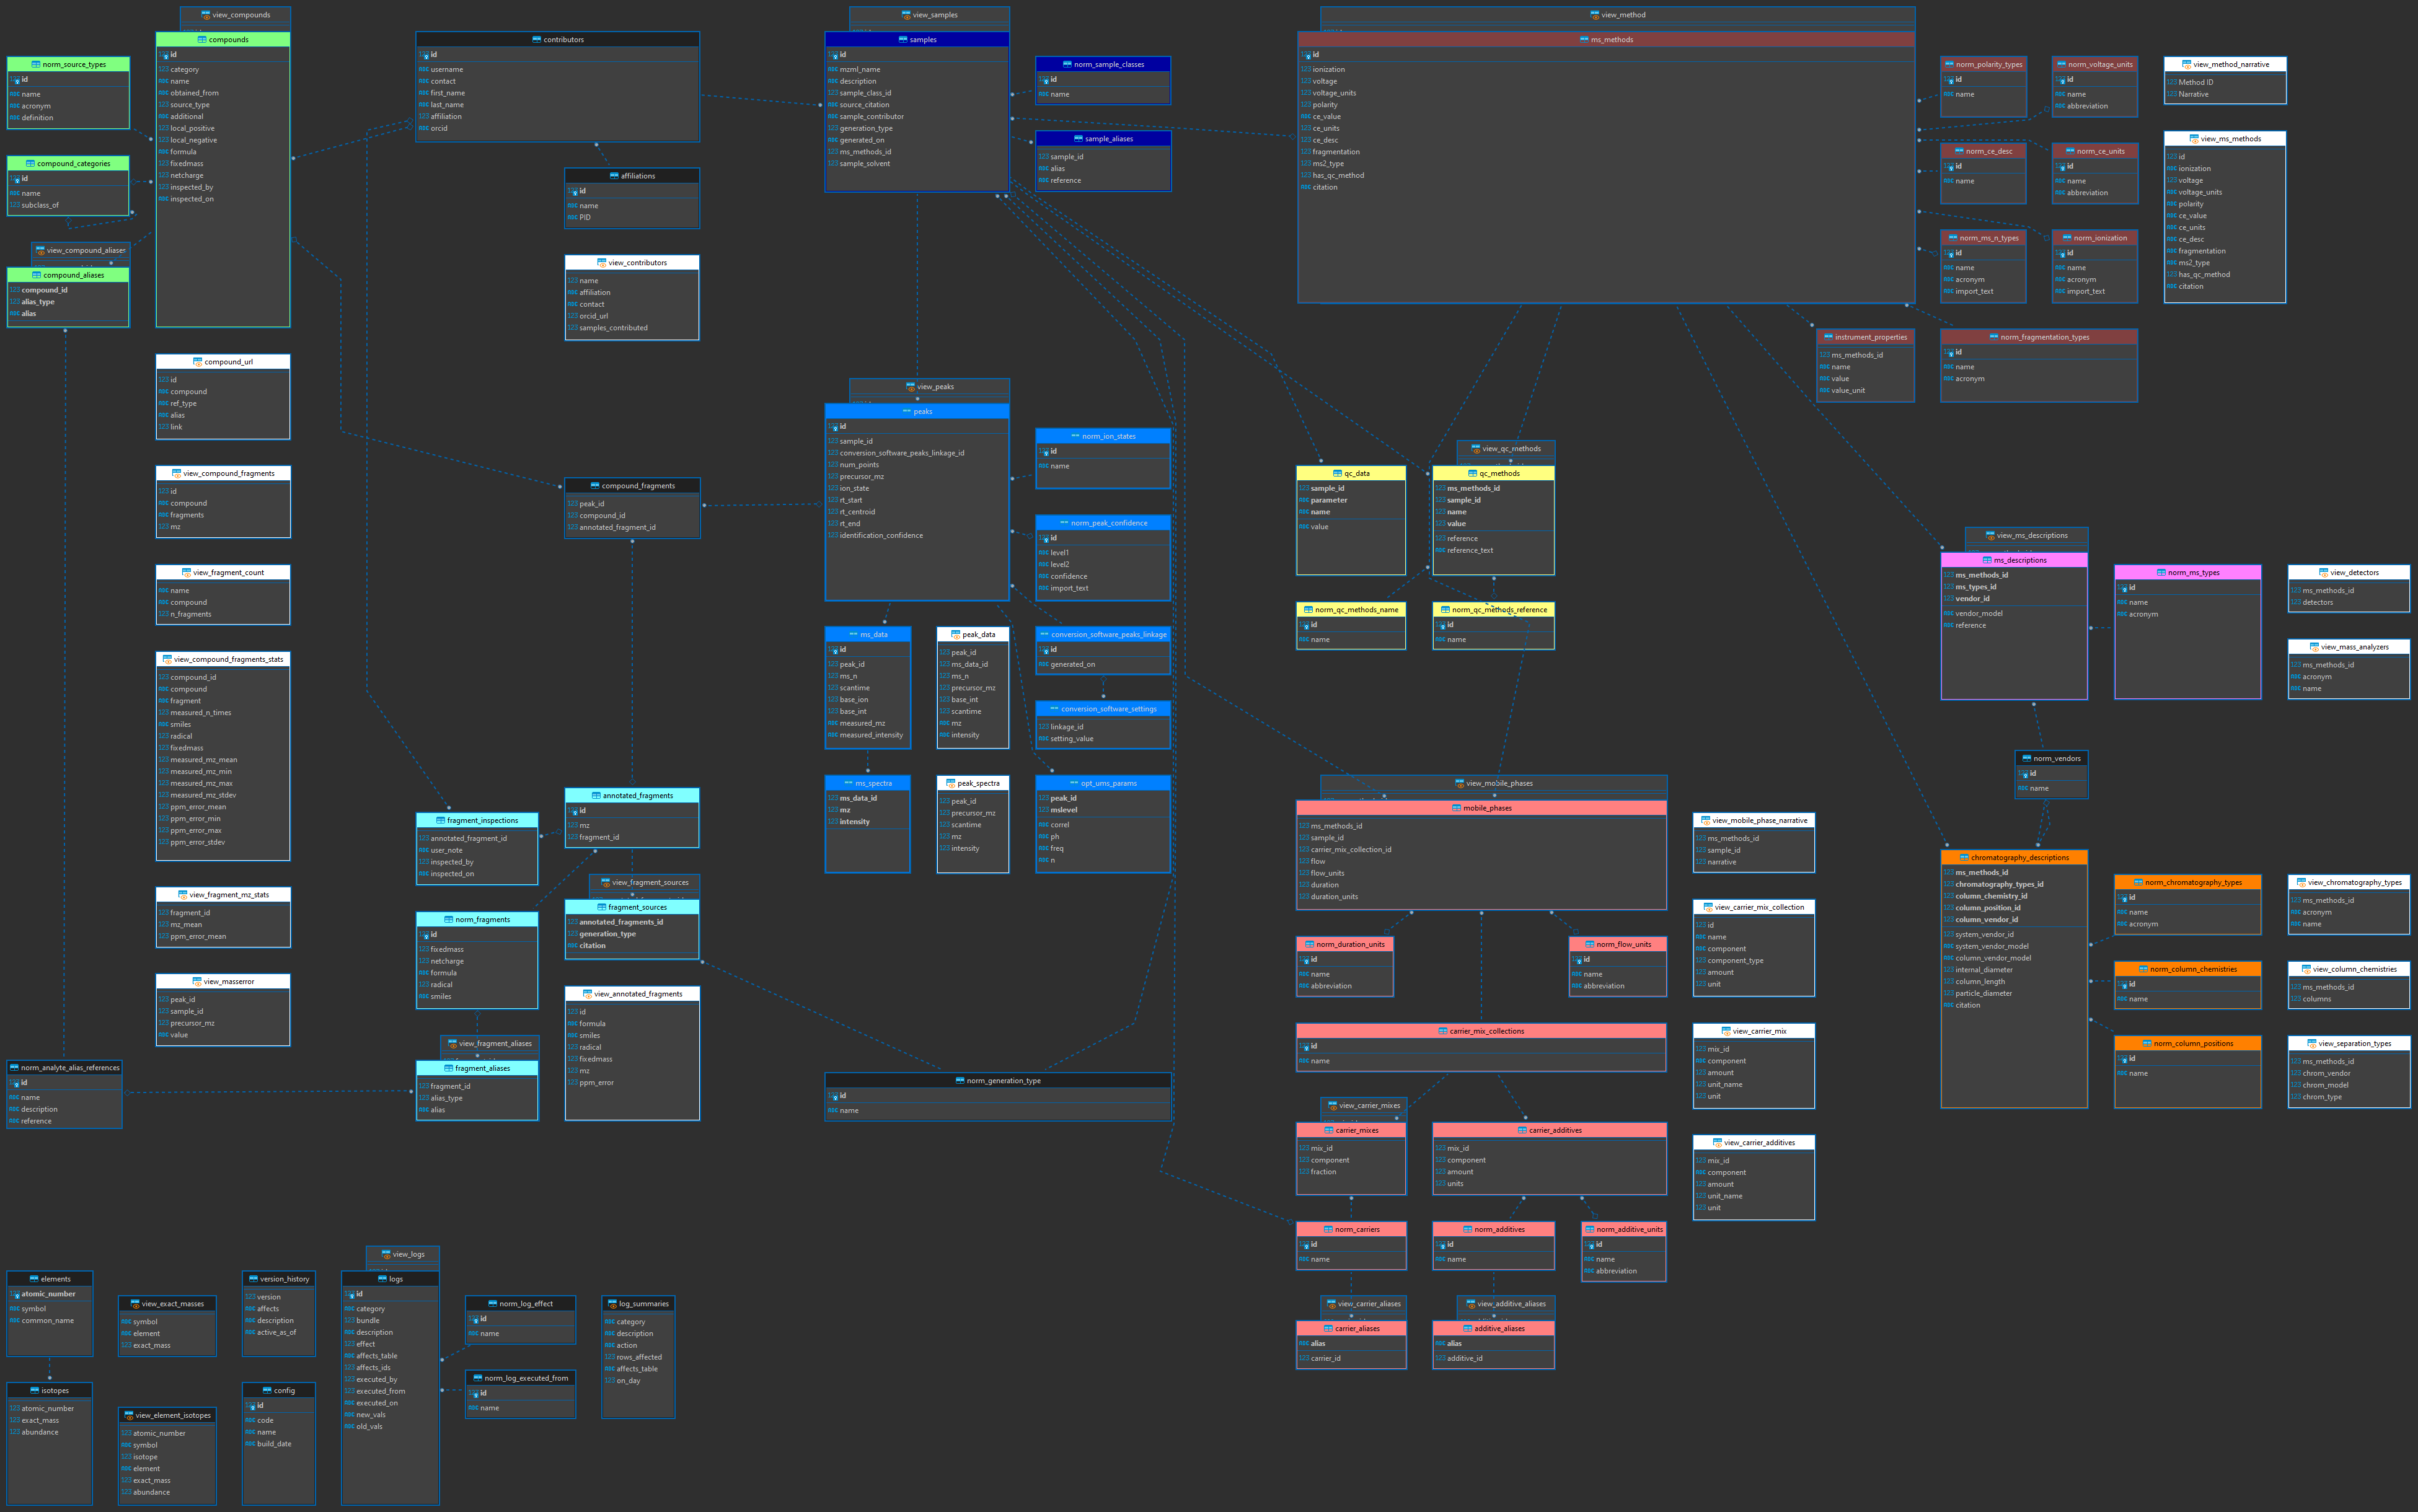 view_compounds
compounds
id
category
name
obtained_from
source_type
additional
local_positive
local_negative
formula
fixedmass
netcharge
inspected_by
inspected_on
norm_source_types
id
name
acronym
definition
compound_categories
id
name
subclass_of
view_compound_aliases
compound_aliases
compound_id
alias_type
alias
compound_url
id
compound
ref_type
alias
link
view_compound_fragments
id
compound
fragments
mz
view_fragment_count
name
compound
n_fragments
view_compound_fragments_stats
compound_id
compound
fragment
measured_n_times
smiles
radical
fixedmass
measured_mz_mean
measured_mz_min
measured_mz_max
measured_mz_stdev
ppm_error_mean
ppm_error_min
ppm_error_max
ppm_error_stdev
view_fragment_mz_stats
fragment_id
mz_mean
ppm_error_mean
view_masserror
peak_id
sample_id
precursor_mz
value
norm_analyte_alias_references
id
name
description
reference
contributors
id
username
contact
first_name
last_name
affiliation
orcid
affiliations
id
name
PID
view_contributors
name
affiliation
contact
orcid_url
samples_contributed
compound_fragments
peak_id
compound_id
annotated_fragment_id
annotated_fragments
id
mz
fragment_id
fragment_inspections
annotated_fragment_id
user_note
inspected_by
inspected_on
view_fragment_sources
fragment_sources
annotated_fragments_id
generation_type
citation
norm_fragments
id
fixedmass
netcharge
formula
radical
smiles
view_annotated_fragments
id
formula
smiles
radical
fixedmass
mz
ppm_error
view_fragment_aliases
fragment_aliases
fragment_id
alias_type
alias
view_samples
samples
id
mzml_name
description
sample_class_id
source_citation
sample_contributor
generation_type
generated_on
ms_methods_id
sample_solvent
norm_sample_classes
id
name
sample_aliases
sample_id
alias
reference
view_peaks
peaks
id
sample_id
conversion_software_peaks_linkage_id
num_points
precursor_mz
ion_state
rt_start
rt_centroid
rt_end
identification_confidence
norm_ion_states
id
name
norm_peak_confidence
id
level1
level2
confidence
import_text
ms_data
id
peak_id
ms_n
scantime
base_ion
base_int
measured_mz
measured_intensity
peak_data
peak_id
ms_data_id
ms_n
precursor_mz
base_int
scantime
mz
intensity
conversion_software_peaks_linkage
id
generated_on
conversion_software_settings
linkage_id
setting_value
ms_spectra
ms_data_id
mz
intensity
peak_spectra
peak_id
precursor_mz
scantime
mz
intensity
opt_ums_params
peak_id
mslevel
correl
ph
freq
n
norm_generation_type
id
name
view_method
ms_methods
id
ionization
voltage
voltage_units
polarity
ce_value
ce_units
ce_desc
fragmentation
ms2_type
has_qc_method
citation
norm_polarity_types
id
name
norm_voltage_units
id
name
abbreviation
norm_ce_desc
id
name
norm_ce_units
id
name
abbreviation
norm_ms_n_types
id
name
acronym
import_text
norm_ionization
id
name
acronym
import_text
view_method_narrative
Method ID
Narrative
view_ms_methods
id
ionization
voltage
voltage_units
polarity
ce_value
ce_units
ce_desc
fragmentation
ms2_type
has_qc_method
citation
instrument_properties
ms_methods_id
name
value
value_unit
norm_fragmentation_types
id
name
acronym
qc_data
sample_id
parameter
name
value
view_qc_methods
qc_methods
ms_methods_id
sample_id
name
value
reference
reference_text
norm_qc_methods_name
id
name
norm_qc_methods_reference
id
name
view_ms_descriptions
ms_descriptions
ms_methods_id
ms_types_id
vendor_id
vendor_model
reference
norm_ms_types
id
name
acronym
view_detectors
ms_methods_id
detectors
view_mass_analyzers
ms_methods_id
acronym
name
norm_vendors
id
name
view_mobile_phases
mobile_phases
ms_methods_id
sample_id
carrier_mix_collection_id
flow
flow_units
duration
duration_units
norm_duration_units
id
name
abbreviation
norm_flow_units
id
name
abbreviation
view_mobile_phase_narrative
ms_methods_id
sample_id
narrative
view_carrier_mix_collection
id
name
component
component_type
amount
unit
view_carrier_mix
mix_id
component
amount
unit_name
unit
view_carrier_additives
mix_id
component
amount
unit_name
unit
carrier_mix_collections
id
name
view_carrier_mixes
carrier_mixes
mix_id
component
fraction
carrier_additives
mix_id
component
amount
units
norm_carriers
id
name
norm_additives
id
name
norm_additive_units
id
name
abbreviation
view_carrier_aliases
carrier_aliases
alias
carrier_id
view_additive_aliases
additive_aliases
alias
additive_id
chromatography_descriptions
ms_methods_id
chromatography_types_id
column_chemistry_id
column_position_id
column_vendor_id
system_vendor_id
system_vendor_model
column_vendor_model
internal_diameter
column_length
particle_diameter
citation
norm_chromatography_types
id
name
acronym
norm_column_chemistries
id
name
norm_column_positions
id
name
view_chromatography_types
ms_methods_id
acronym
name
view_column_chemistries
ms_methods_id
columns
view_separation_types
ms_methods_id
chrom_vendor
chrom_model
chrom_type
elements
atomic_number
symbol
common_name
isotopes
atomic_number
exact_mass
abundance
view_exact_masses
symbol
element
exact_mass
view_element_isotopes
atomic_number
symbol
isotope
element
exact_mass
abundance
version_history
version
affects
description
active_as_of
config
id
code
name
build_date
view_logs
logs
id
category
bundle
description
effect
affects_table
affects_ids
executed_by
executed_from
executed_on
new_vals
old_vals
norm_log_effect
id
name
norm_log_executed_from
id
name
log_summaries
category
description
action
rows_affected
affects_table
on_day